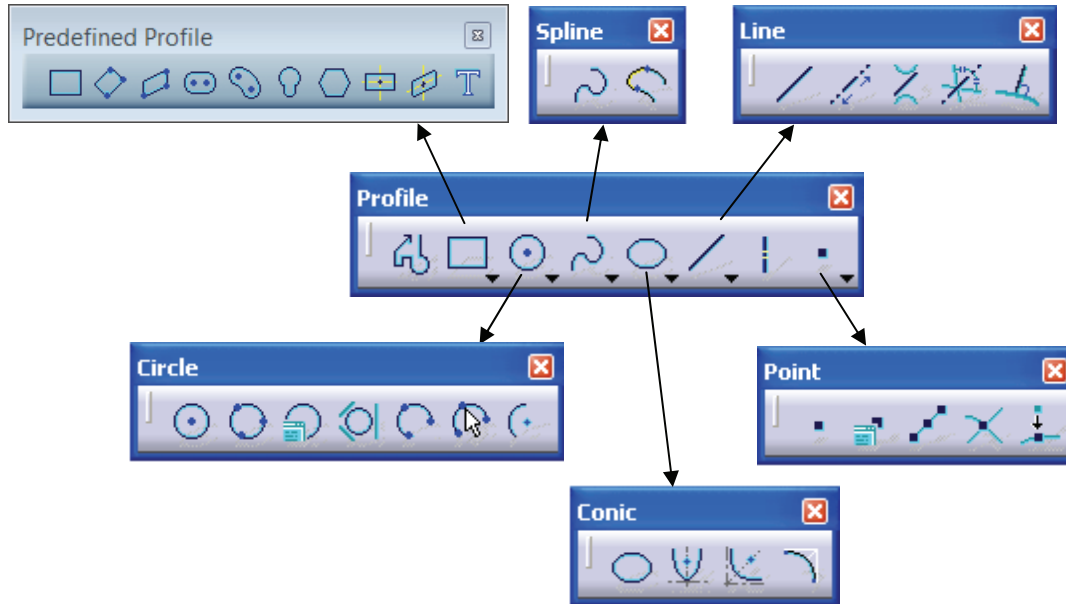 Predefined Profile
T
Spline
Line
Profile
Circle
Point
Conic